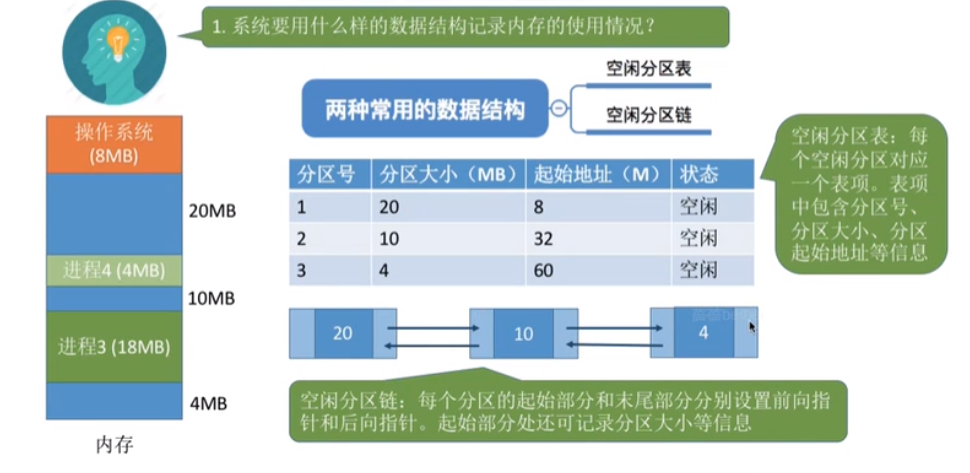 1. 系统要用什么样的数据结构记录内存的使用情况？
两种常用的数据结构
空闲分区表
空闲分区链
操作系统
(8MB)
20MB
进程4 (4MB)
10MB
进程3 (18MB)
4MB
内存
分区号 分区大小（MB） 起始地址（M） 状态
1 20 8 空闲
2 10 32 空闲
3 4 60 空闲
空闲分区表：每
个空闲分区对应
一个表项。表项
中包含分区号、
分区大小、分区
起始地址等信息
20 10 4
空闲分区链：每个分区的起始部分和末尾部分分别设置前向指
针和后向指针。起始部分处还可记录分区大小等信息